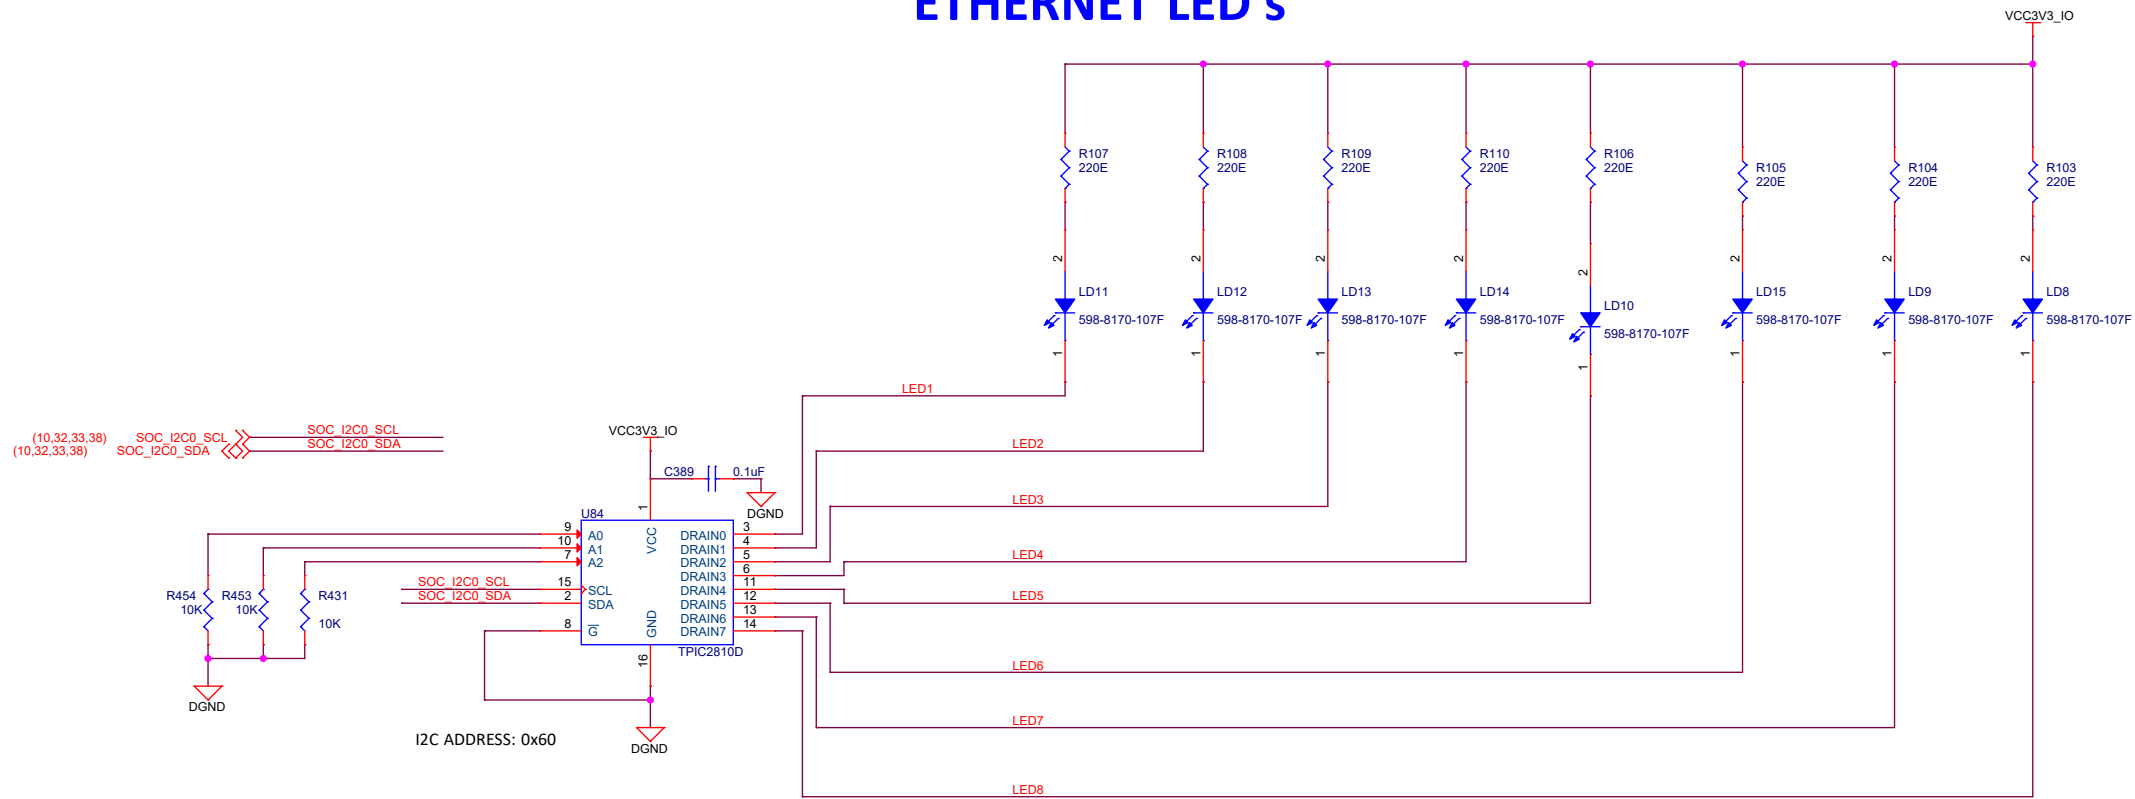 ETHERNET LED's
VCC3V3_IO
R107
220E
R108
220E
R109
220E
R110
220E
R106
220E
R105
220E
R104
220E
R103
220E
2
2
2
2
2
2
2
2
LD11
598-8170-107F
LD12
598-8170-107F
LD13
598-8170-107F
LD14
598-8170-107F
LD10
598-8170-107F
LD15
598-8170-107F
LD9
598-8170-107F
LD8
598-8170-107F
1
1
1
1
1
1
1
1
LED1
LED2
LED3
LED4
LED5
LED6
LED7
LED8
(10,32,33,38) SOC_I2C0_SCL SOC_I2C0_SCL
(10,32,33,38) SOC_I2C0_SDA SOC_I2C0_SDA
VCC3V3_IO
C389 0.1uF
DGND
U84
1
VCC
9 A0
10 A1
7 A2
SOC_I2C0_SCL 15 SCL
SOC_I2C0_SDA 2 SDA
8 G
GND
16
DRAIN0 3
DRAIN1 4
DRAIN2 5
DRAIN3 6
DRAIN4 11
DRAIN5 12
DRAIN6 13
DRAIN7 14
TPIC2810D
R454
10K
R453
10K
R431
10K
DGND
DGND
I2C ADDRESS: 0x60